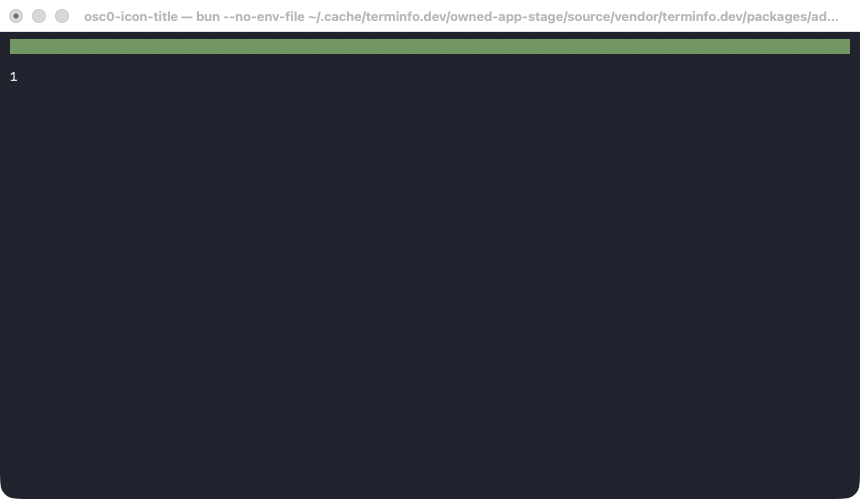 osc0-icon-title — bun --no-env-file ~/.cache/terminfo.dev/owned-app-stage/source/vendor/terminfo.dev/packages/ad...
1